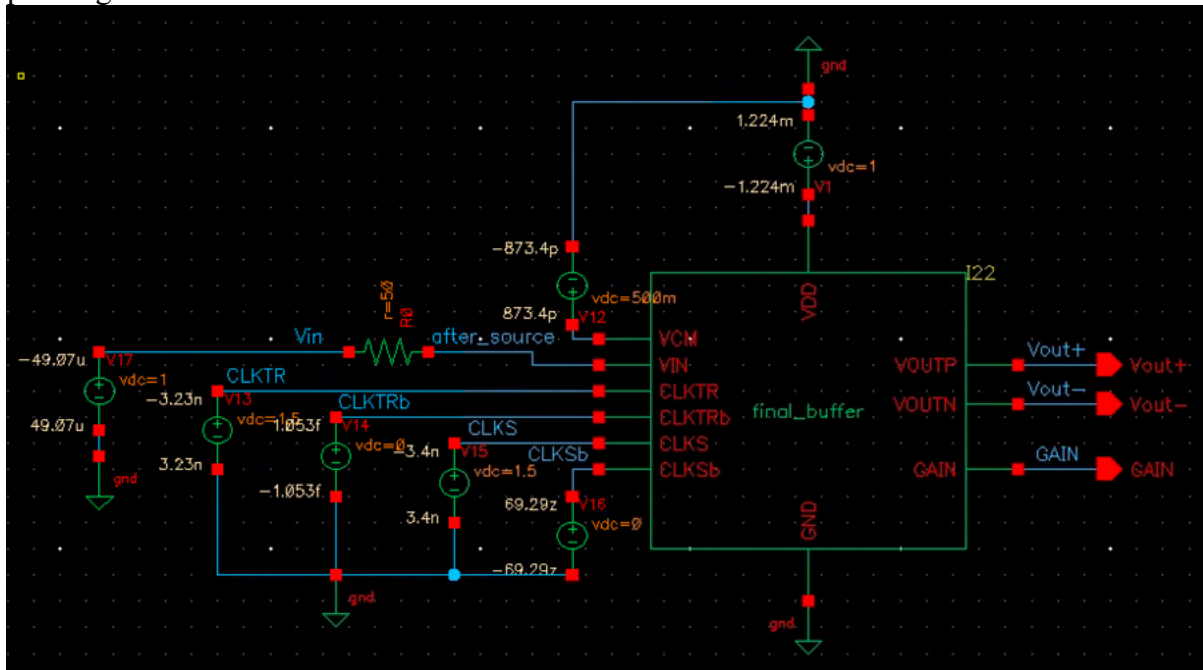 gnd
1.224m
vdc=1
-1.224m
V1
-873.4p
I22
vdc=500m
r=50
R0
873.4p
V12
VDD
Vin
after_source
VCM
-49.07u
V17
VIN
VOUTP
Vout+
Vout+
vdc=1
CLKTR
-3.23n
V13
CLKTR
CLKTRb
VOUTN
Vout-
Vout-
vdc=1.5
1.053f
V14
CLKTRb
final_buffer
49.07u
CLKS
vdc=0
-3.4n
V15
CLKS
CLKSb
GAIN
GAIN
GAIN
3.23n
vdc=1.5
CLKSb
gnd
-1.053f
69.29z
V16
3.4n
vdc=0
GND
-69.29z
gnd
gnd